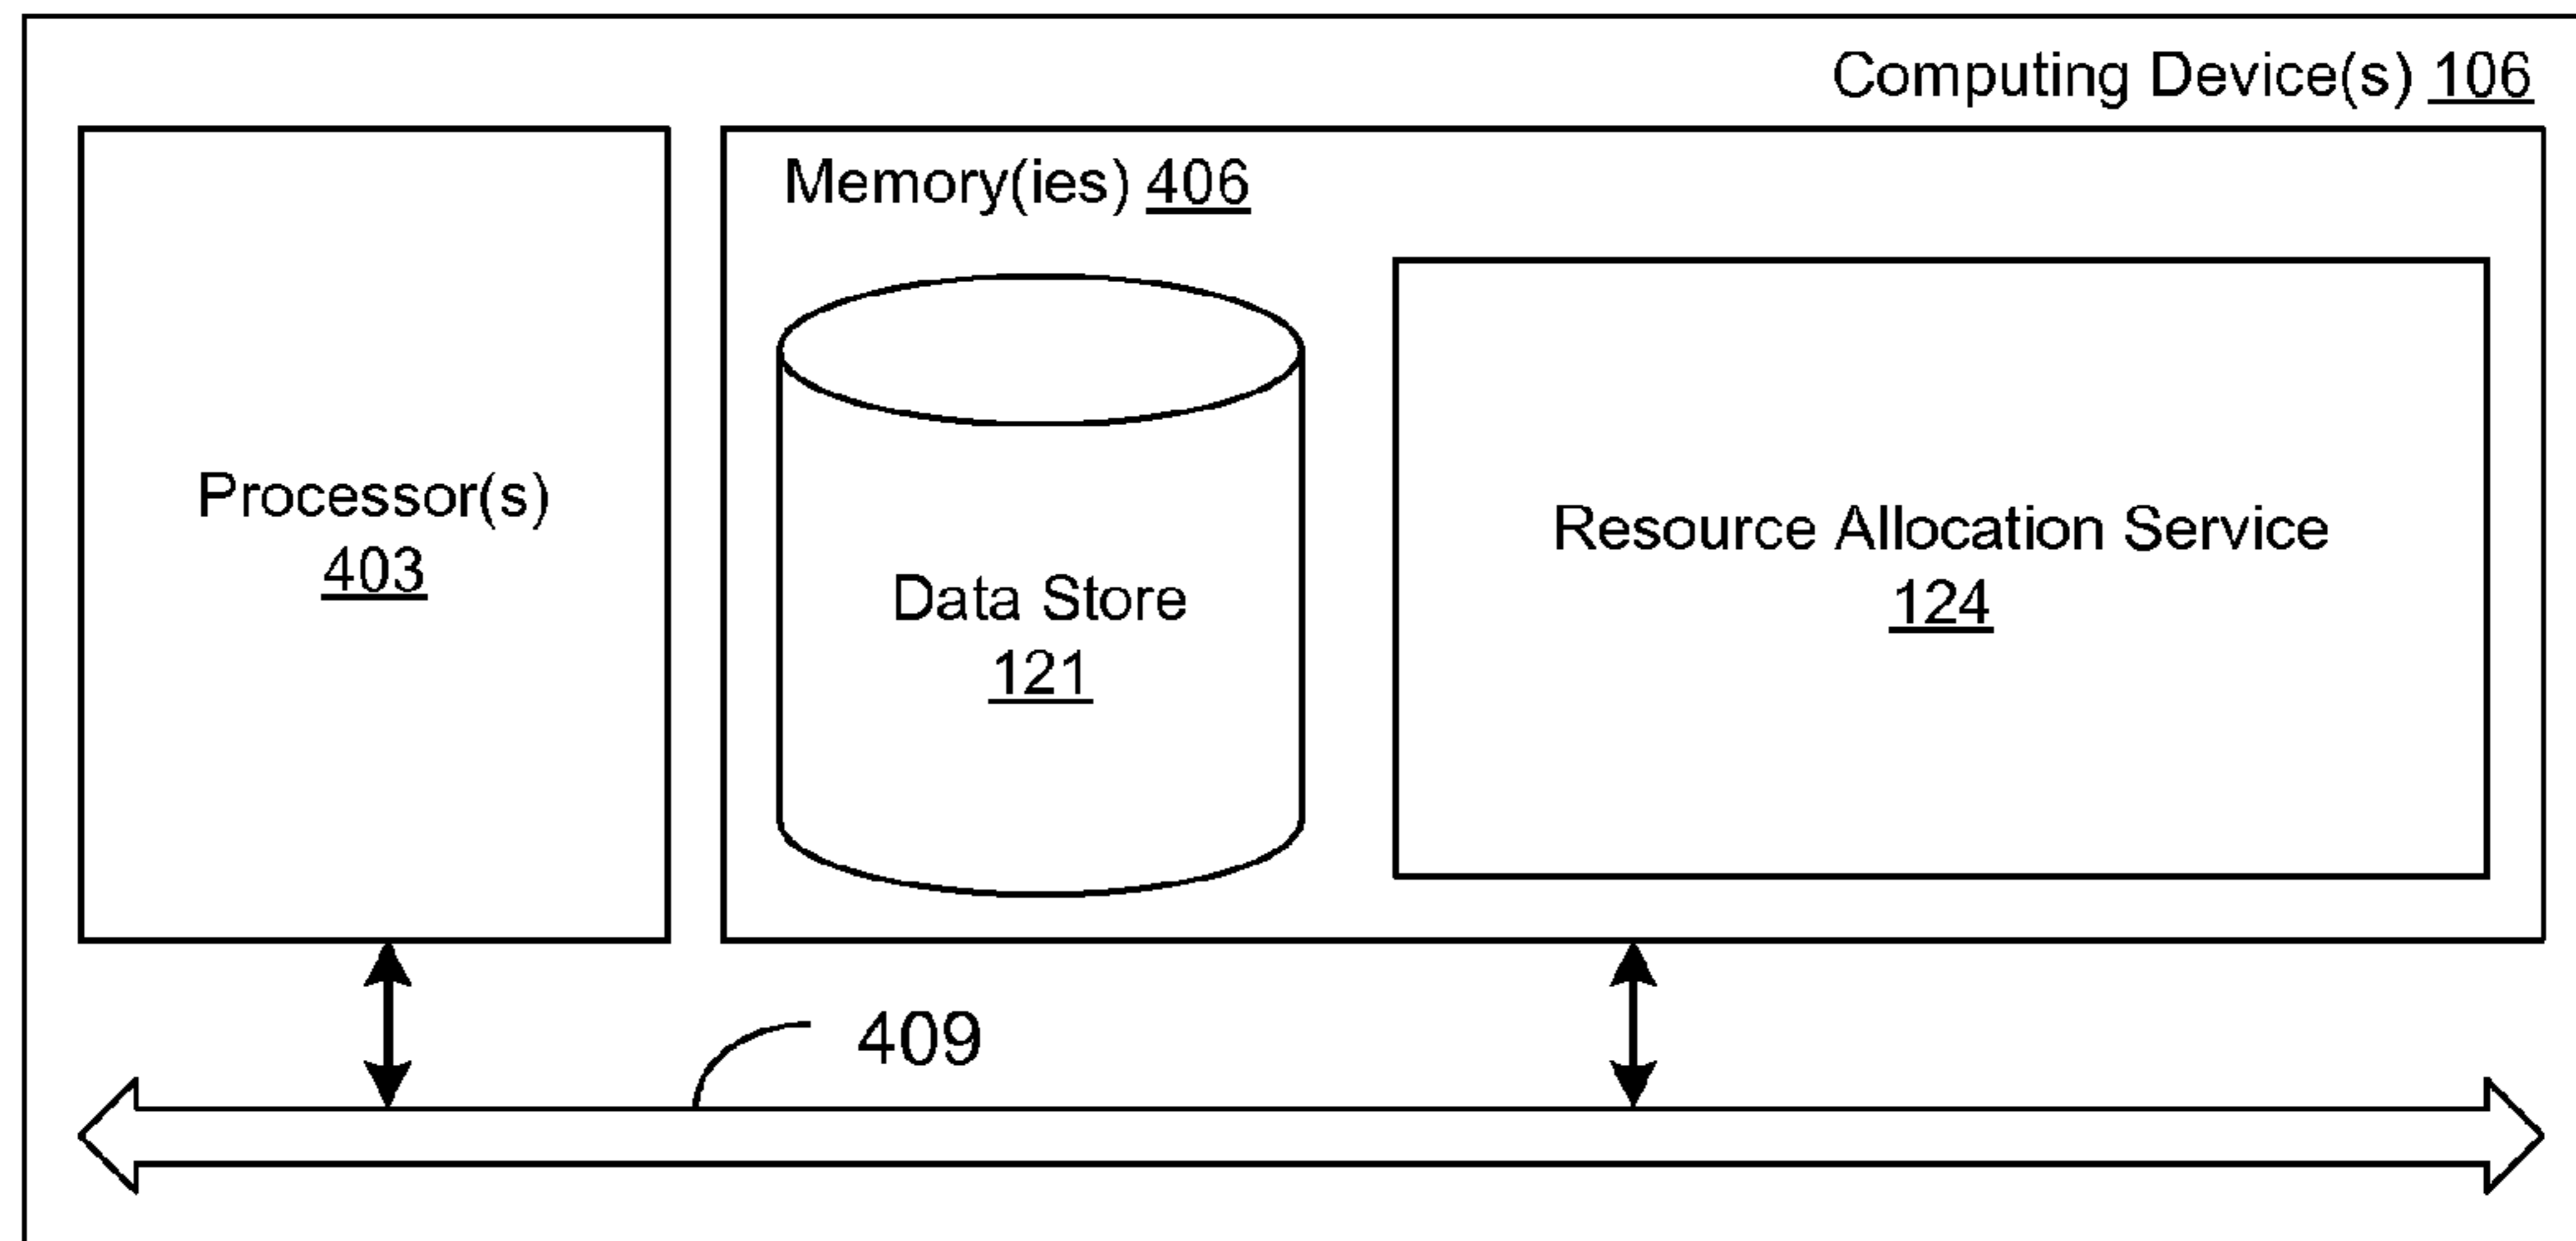 Computing Device(s) 106
Memory(ies) 406
Processor(s)
403
Data Store
121
Resource Allocation Service
124
409